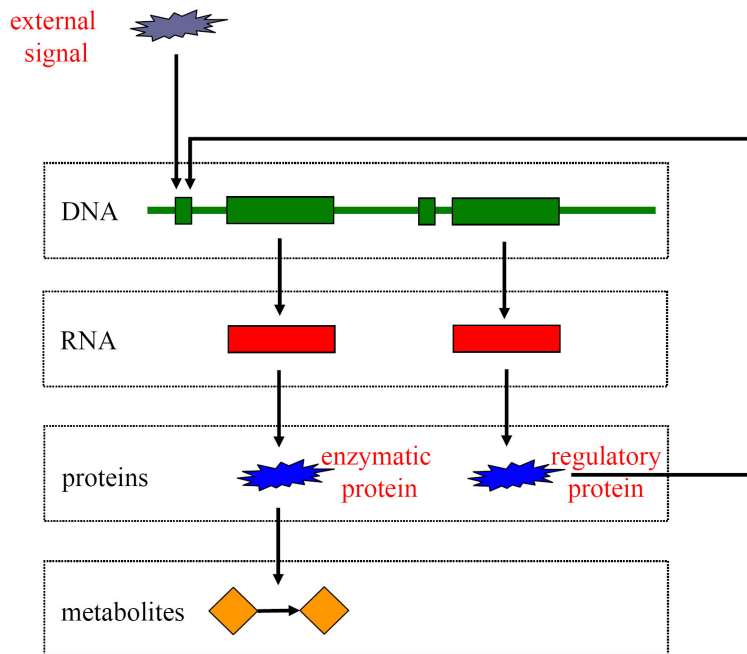 external
signal
DNA
RNA
proteins
enzymatic
protein
regulatory
protein
metabolites